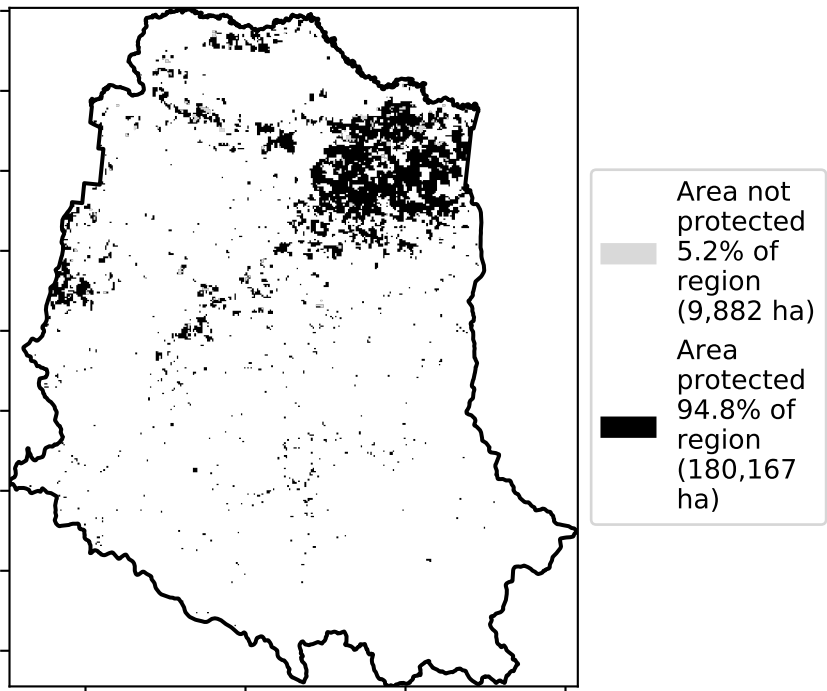 Area not
protected
5.2% of
region
(9,882 ha)
Area
protected
94.8% of
region
(180,167
ha)